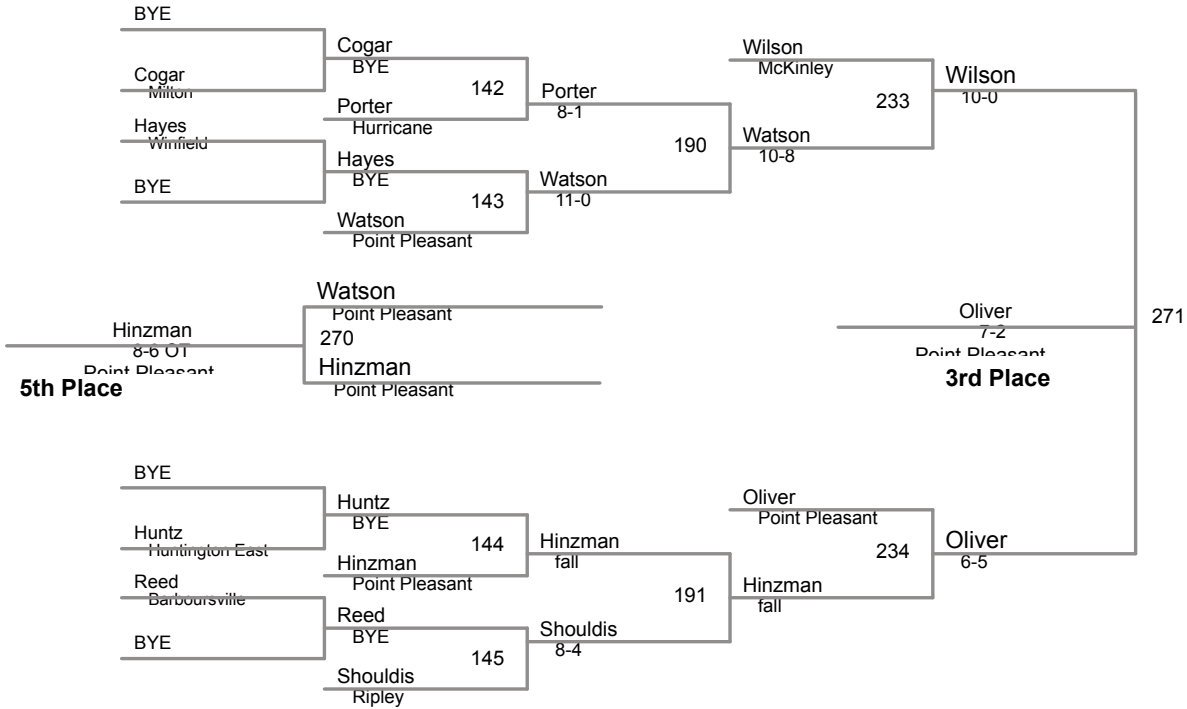 BYE
Cogar
BYE
Cogar
Milton
142
Porter
8-1
Porter
Hurricane
Hayes
Winfield
Hayes
BYE
BYE
143
Watson
11-0
Watson
Point Pleasant
190
Wilson
McKinley
233
Wilson
10-0
Watson
10-8
Watson
Point Pleasant
Hinzman
8-6 OT
Point Pleasant
5th Place
270
Hinzman
Point Pleasant
Oliver
7-2
Point Pleasant
3rd Place
271
BYE
Huntz
BYE
Huntz
Huntington East
144
Hinzman
fall
Hinzman
Point Pleasant
Reed
Barboursville
Reed
BYE
BYE
145
Shouldis
8-4
Shouldis
Ripley
191
Oliver
Point Pleasant
234
Oliver
6-5
Hinzman
fall